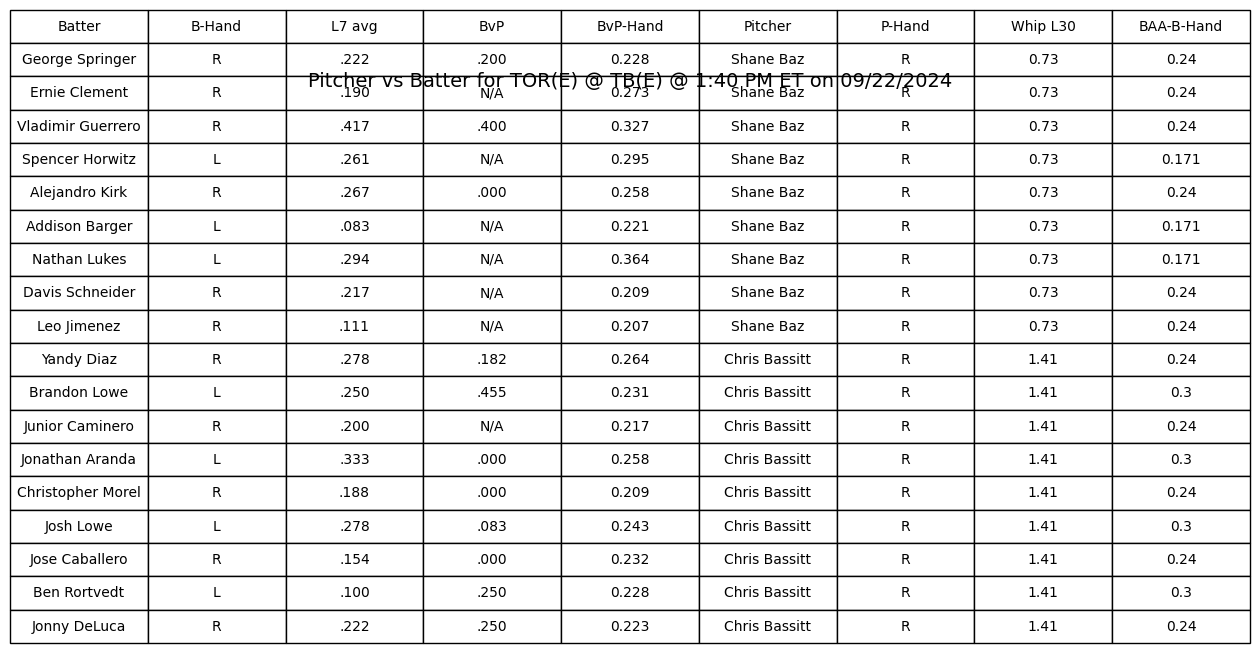 Batter B-Hand L7 avg BvP BvP-Hand Pitcher P-Hand Whip L30 BAA-B-Hand
George Springer R .222 .200 0.228 Shane Baz R 0.73 0.24
Pitcher vs Batter for TOR(E) @ TB(E) @ 1:40 PM ET on 09/22/2024
Ernie Clement R .190 N/A 0.273 Shane Baz R 0.73 0.24
Vladimir Guerrero R .417 .400 0.327 Shane Baz R 0.73 0.24
Spencer Horwitz L .261 N/A 0.295 Shane Baz R 0.73 0.171
Alejandro Kirk R .267 .000 0.258 Shane Baz R 0.73 0.24
Addison Barger L .083 N/A 0.221 Shane Baz R 0.73 0.171
Nathan Lukes L .294 N/A 0.364 Shane Baz R 0.73 0.171
Davis Schneider R .217 N/A 0.209 Shane Baz R 0.73 0.24
Leo Jimenez R .111 N/A 0.207 Shane Baz R 0.73 0.24
Yandy Diaz R .278 .182 0.264 Chris Bassitt R 1.41 0.24
Brandon Lowe L .250 .455 0.231 Chris Bassitt R 1.41 0.3
Junior Caminero R .200 N/A 0.217 Chris Bassitt R 1.41 0.24
Jonathan Aranda L .333 .000 0.258 Chris Bassitt R 1.41 0.3
Christopher Morel R .188 .000 0.209 Chris Bassitt R 1.41 0.24
Josh Lowe L .278 .083 0.243 Chris Bassitt R 1.41 0.3
Jose Caballero R .154 .000 0.232 Chris Bassitt R 1.41 0.24
Ben Rortvedt L .100 .250 0.228 Chris Bassitt R 1.41 0.3
Jonny DeLuca R .222 .250 0.223 Chris Bassitt R 1.41 0.24